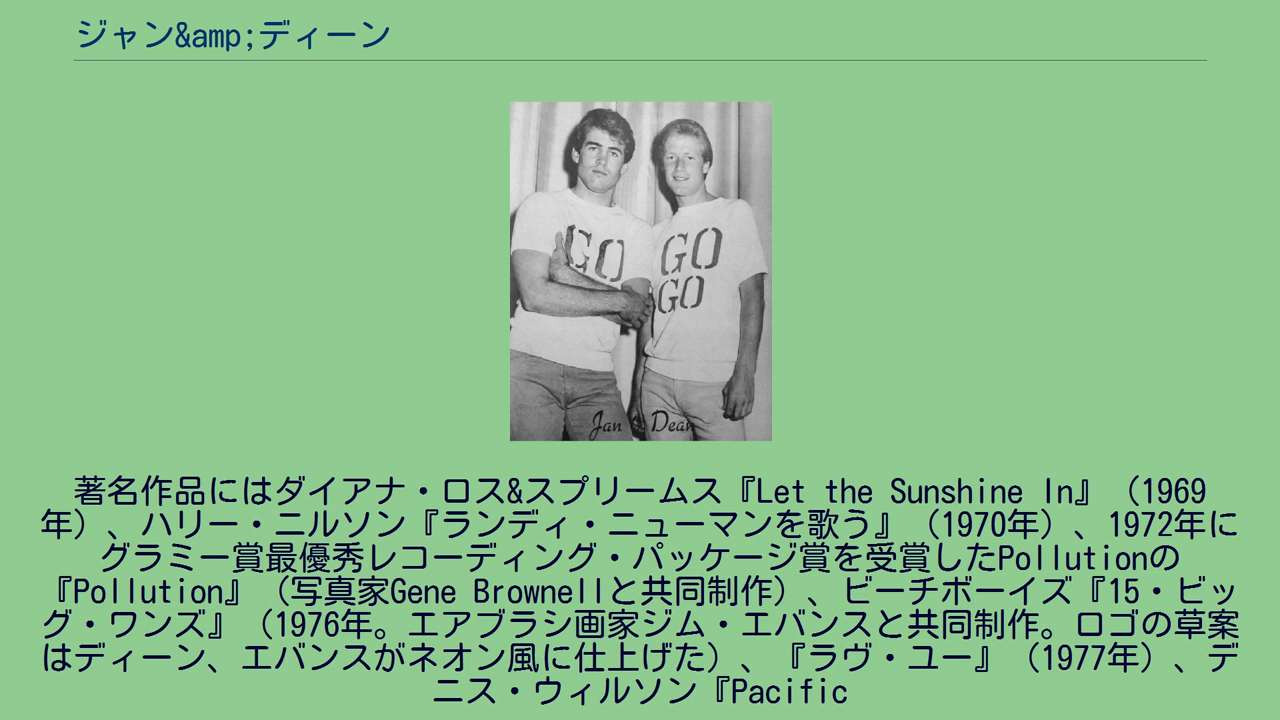 ジャン&amp;ディーン
GO
GO
GO
Jan & Dean
著名作品にはダイアナ・ロス&スプリームス『Let the Sunshine In』（1969
年）、ハリー・ニルソン『ランディ・ニューマンを歌う』（1970年）、1972年に
グラミー賞最優秀レコーディング・パッケージ賞を受賞したPollutionの
『Pollution』（写真家Gene Brownellと共同制作）、ビーチボーイズ『15・ビッ
グ・ワンズ』（1976年。エアブラシ画家ジム・エバンスと共同制作。ロゴの草案
はディーン、エバンスがネオン風に仕上げた）、『ラヴ・ユー』（1977年）、デ
ニス・ウィルソン『Pacific